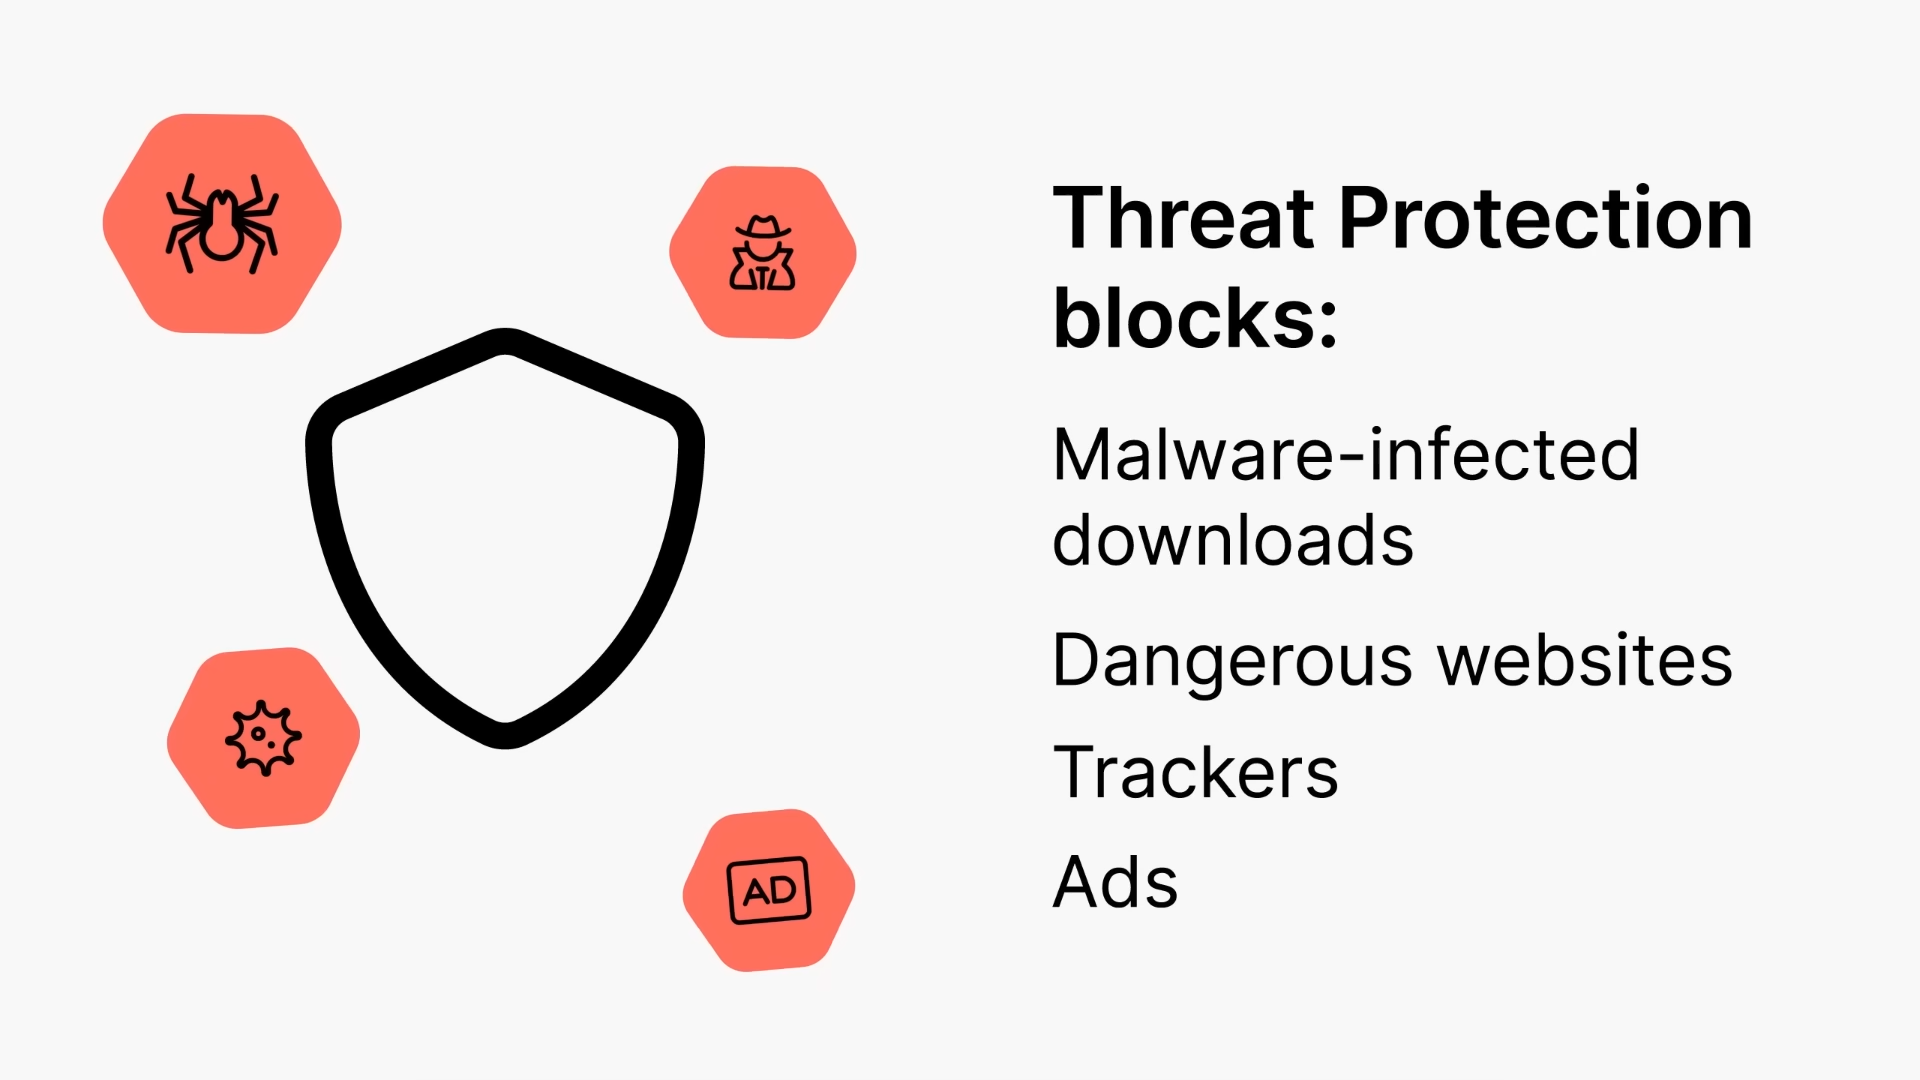 Threat Protection
blocks:
Malware-infected
downloads
Dangerous websites
Trackers
Ads
AD